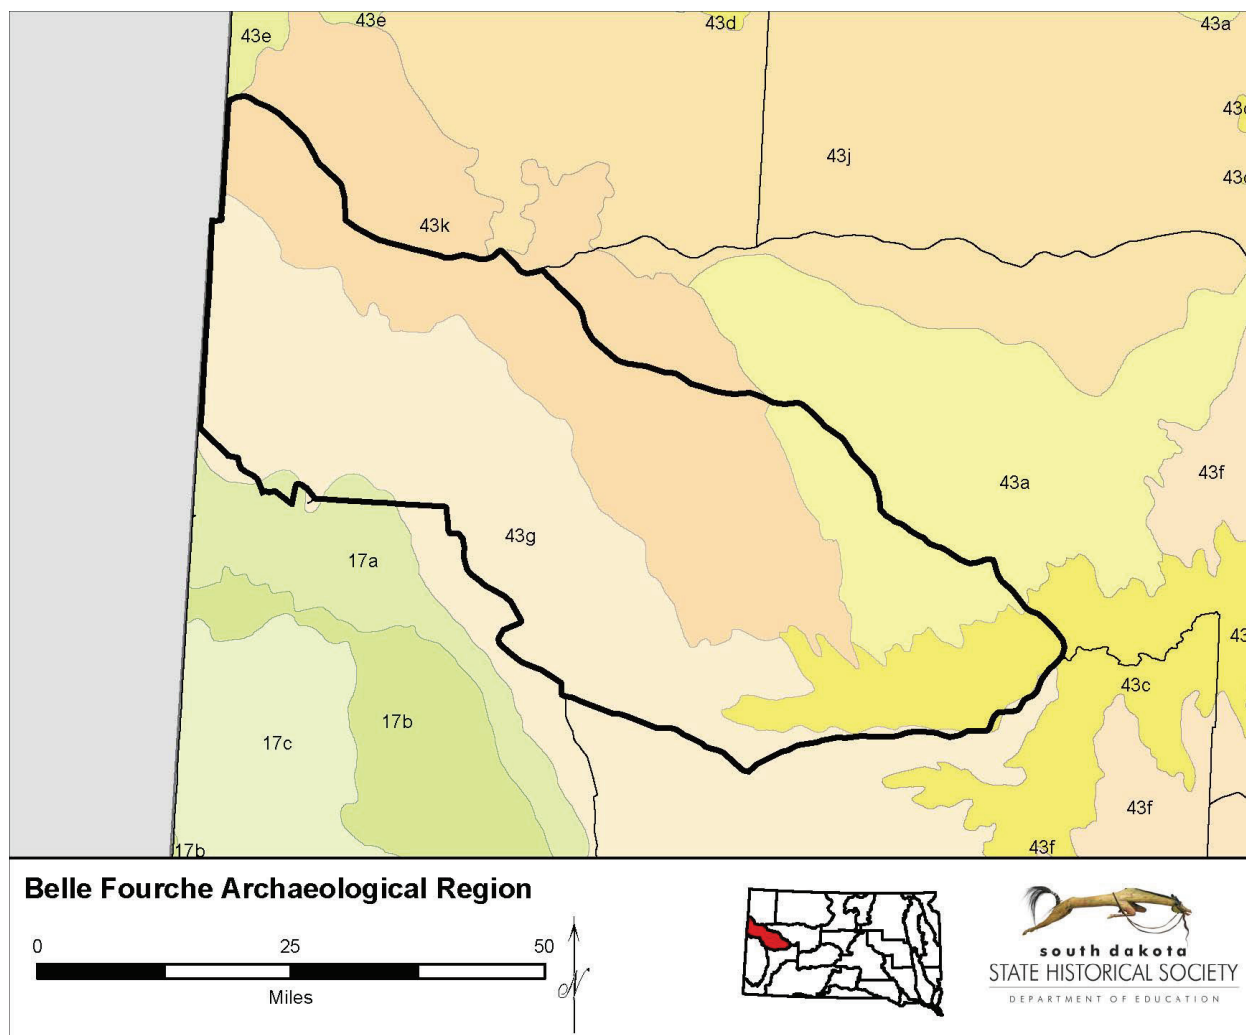 43e
43e
43d
43a
43j
43k
43a
43f
43g
17a
43c
17b
17c
43f
43f
17b
Belle Fourche Archaeological Region
0 25 50
Miles
N
south dakota
STATE HISTORICAL SOCIETY
DEPARTMENT OF EDUCATION